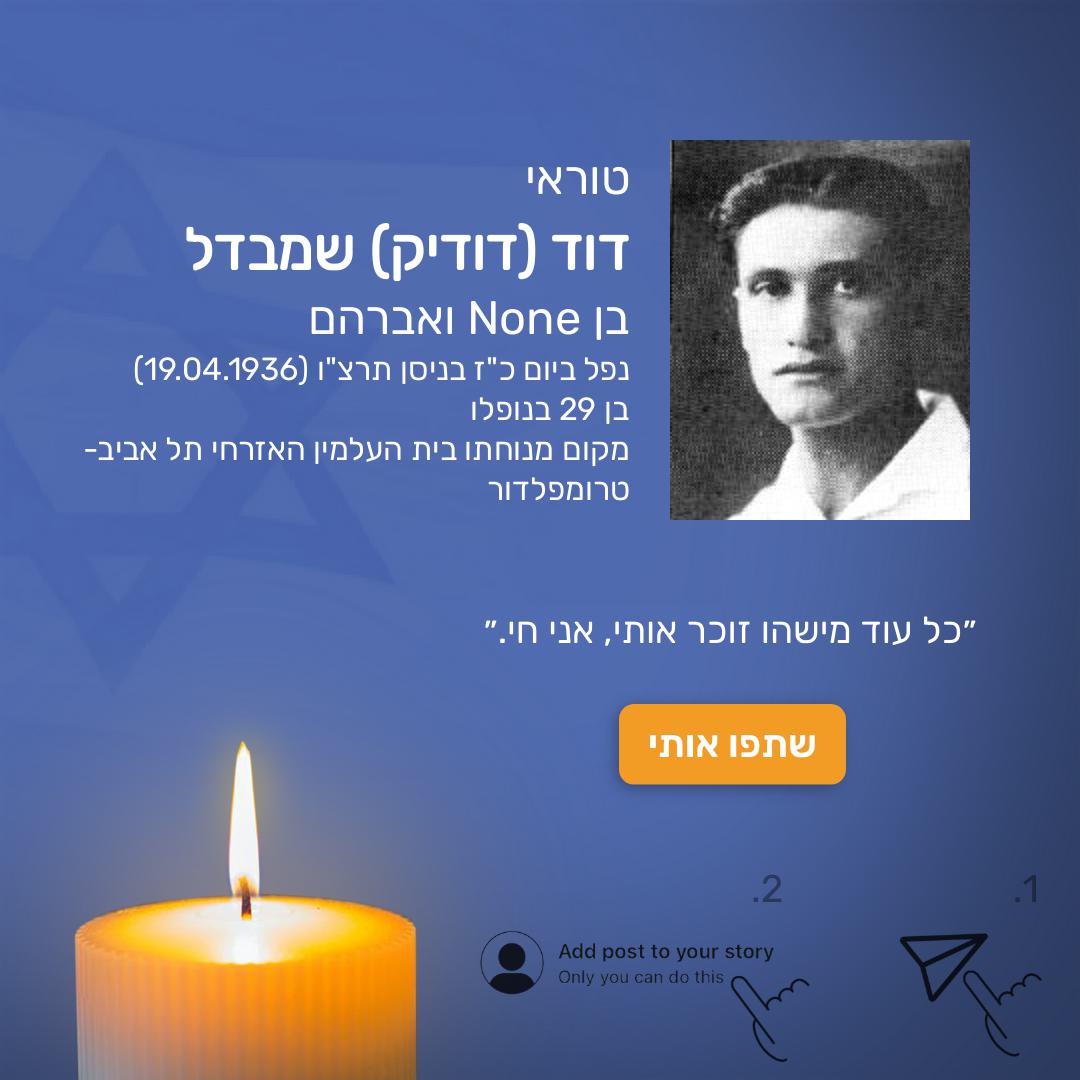 טוראי
דוד (דודיק) שמבדל
בן None ואברהם
נפל ביום כ"ז בניסן תרצ"ו (19.04.1936)
בן 29 בנופלו
מקום מנוחתו בית העלמין האזרחי תל אביב-
טרומפלדור
״כל עוד מישהו זוכר אותי, אני חי.״
שתפו אותי
.1
.2
Add post to your story
Only you can do this